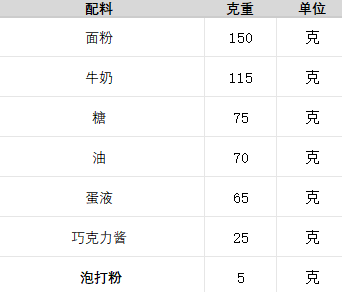 配料 克重 单位
面粉 150 克
牛奶 115 克
糖 75 克
油 70 克
蛋液 65 克
巧克力酱 25 克
泡打粉 5 克